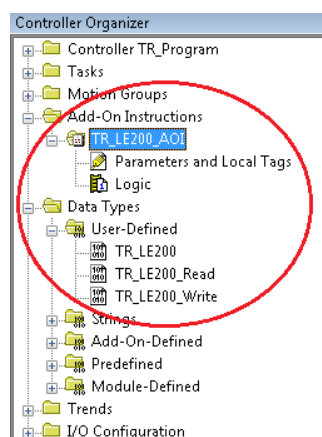 Controller Organizer
Controller TR_Program
Tasks
Motion Groups
Add-On Instructions
TR_LE200_AOI
Parameters and Local Tags
Logic
Data Types
User-Defined
TR_LE200
TR_LE200_Read
TR_LE200_Write
Strings
Add-On-Defined
Predefined
Module-Defined
Trends
I/O Configuration